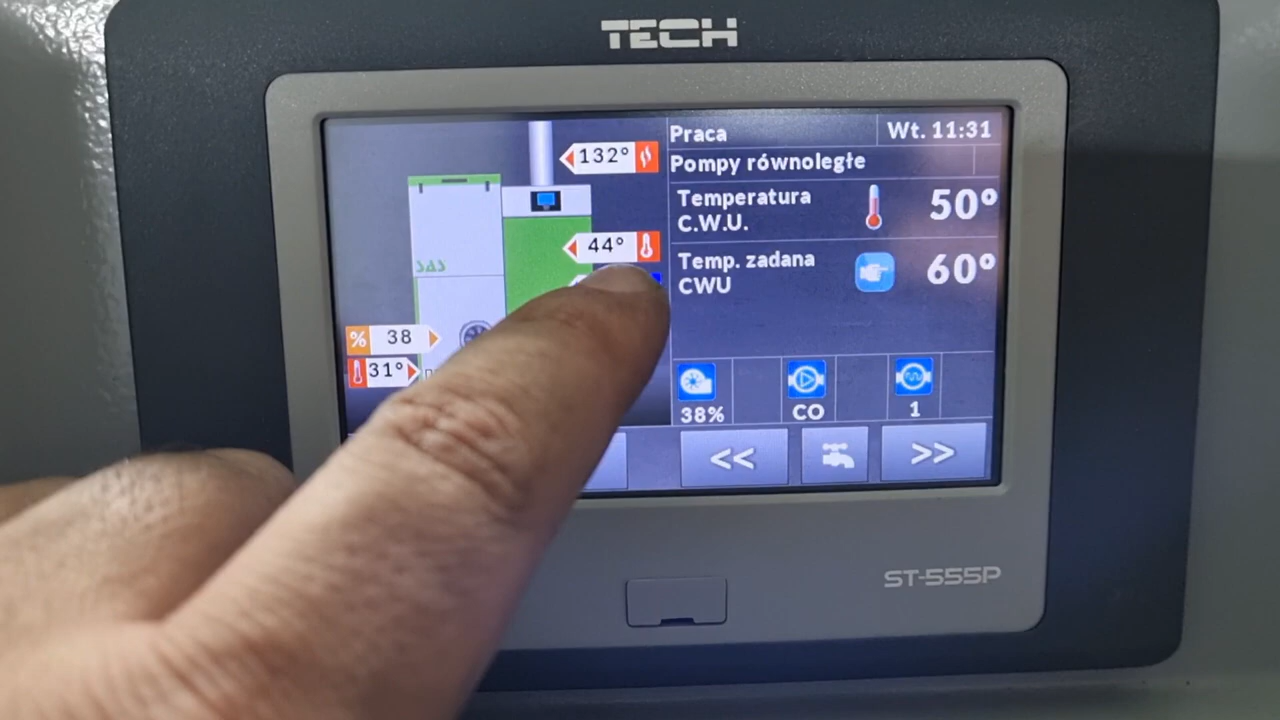 TECH
Praca
Wt. 11:31
Pompy równoległe
132°
Temperatura
C.W.U.
50°
44°
Temp. zadana
CWU
60°
SAS
% 38
31°
38%
CO
1
<<
>>
ST-555P